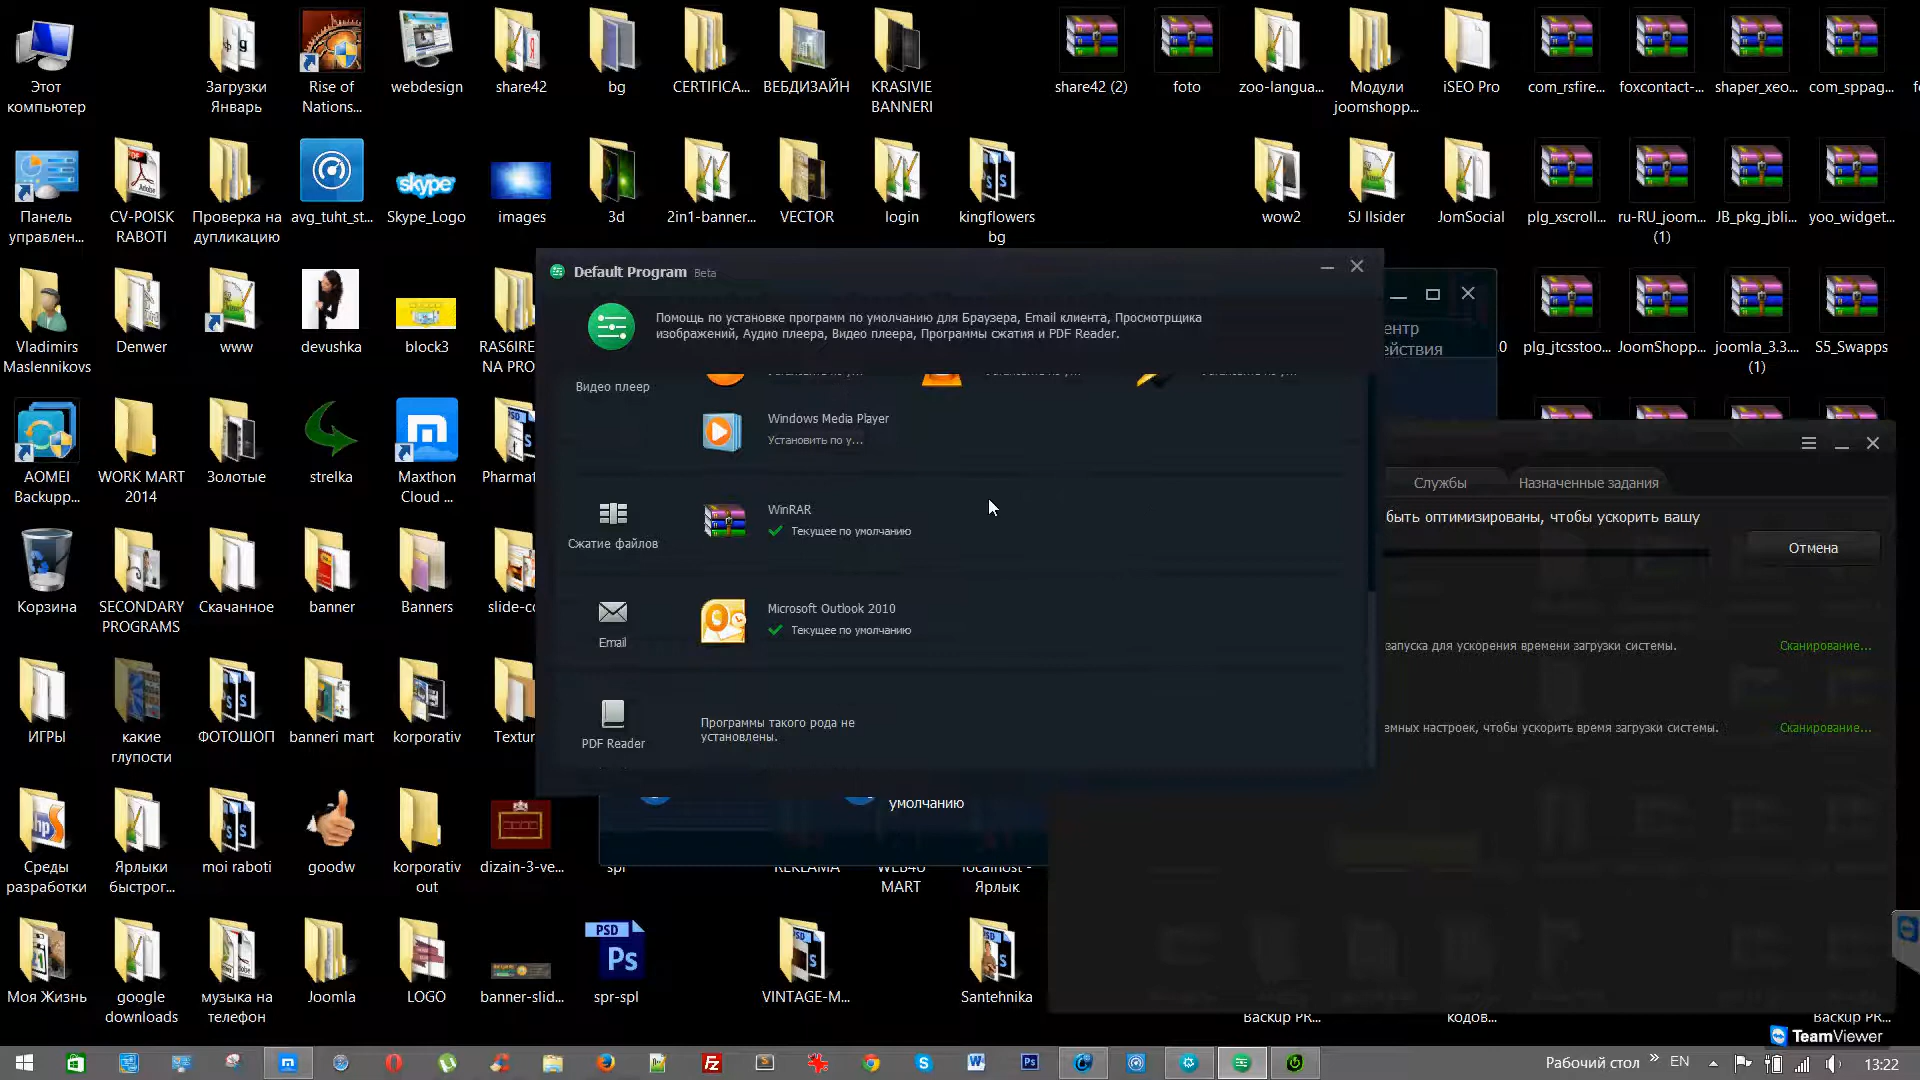 Этот
компьютер
Загрузки
Январь
Rise of
Nations...
webdesign
share42
bg
CERTIFICA...
ВЕБДИЗАЙН
KRASIVIE
BANNERI
share42 (2)
foto
zoo-langua...
Модули
joomshopp...
iSEO Pro
com_rsfire...
foxcontact-...
shaper_xeo...
com_sppag...
Панель
управлен...
CV-POISK
RABOTI
Проверка на
дупликацию
avg_tuht_st...
Skype_Logo
images
3d
2in1-banner...
VECTOR
login
kingflowers
bg
wow2
SJ Ilsider
JomSocial
plg_xscroll...
ru-RU_joom...
(1)
JB_pkg_jbli...
yoo_widget...
Default Program Beta
Помощь по установке программ по умолчанию для Браузера, Email клиента, Просмотрщика
изображений, Аудио плеера, Видео плеера, Программы сжатия и PDF Reader.
Vladimirs
Maslennikovs
Denwer
www
devushka
block3
RAS6IRE
NA PRO
ентр
ействия
plg_jtcsstoo...
JoomShopp...
joomla_3.3....
(1)
S5_Swapps
Видео плеер
Windows Media Player
Установить по у...
AOMEI
Backupp...
WORK MART
2014
Золотые
strelka
Maxthon
Cloud ...
Pharmat
Службы
Назначенные задания
быть оптимизированы, чтобы ускорить вашу
Отмена
Сжатие файлов
WinRAR
Текущее по умолчанию
Корзина
SECONDARY
PROGRAMS
Скачанное
banner
Banners
slide-co
Email
Microsoft Outlook 2010
Текущее по умолчанию
запуска для ускорения времени загрузки системы.
Сканирование...
PDF Reader
Программы такого рода не
установлены.
емных настроек, чтобы ускорить время загрузки системы.
Сканирование...
ИГРЫ
какие
глупости
ФОТОШОП
banneri mart
korporativ
Textur
умолчанию
Среды
разработки
Ярлыки
быстрог...
moi raboti
goodw
korporativ
out
dizain-3-ve...
spl
REKLAMA
WEB4U
MART
localhost -
Ярлык
Моя Жизнь
google
downloads
музыка на
телефон
Joomla
LOGO
banner-slid...
PSD
Ps
spr-spl
VINTAGE-M...
Santehnika
Backup PR...
кодов...
Backup PR...
TeamViewer
Рабочий стол
EN
13:22